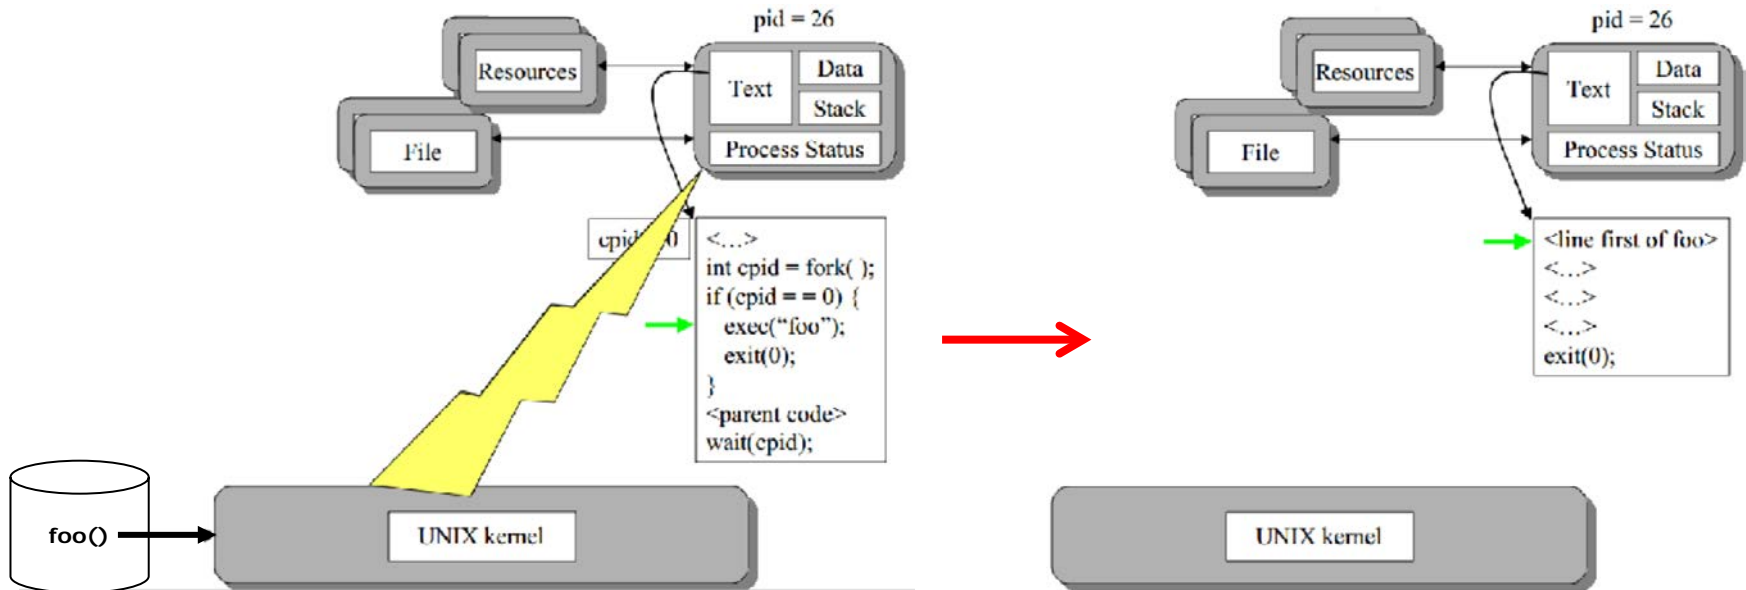 pid = 26
Resources
Text
Data
Stack
File
Process Status
cpid 0
<...>
int cpid = fork( );
if (cpid = = 0) {
exec(“foo”);
exit(0);
}
<parent code>
wait(cpid);
foo()
UNIX kernel
pid = 26
Resources
Text
Data
Stack
File
Process Status
<line first of foo>
<...>
<...>
<...>
exit(0);
UNIX kernel